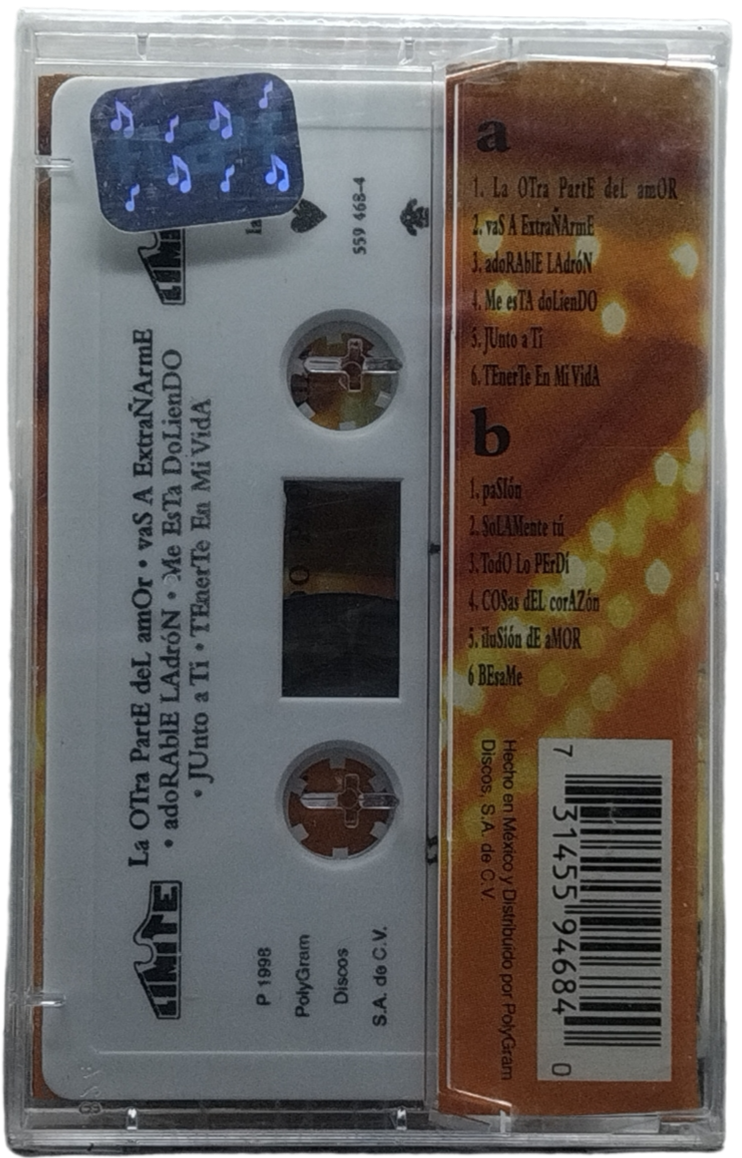 a
1. La OTra PartE deL amOR
2. vaS A ExtraÑArmE
3. adoRAblE LAdróN
4. Me esTA doLienDO
5. JUnto a Ti
6. TEnerTe En Mi VidA
b
1. paSIón
2. SoLAMente tú
3. TodO Lo PErDí
4. COSas dEL corAZón
5. iluSión dE aMOR
6 BEsaMe
Hecho en México y Distribuido por PolyGram
Discos, S.A. de C.V.
7 31455 94684 0
LIMITE
La OTra PartE deL amOr • vaS A ExtraÑArmE
• adoRAblE LAdróN • Me EsTa DoLienDO
• JUnto a Ti • TEnerTe En Mi VidA
P 1998
PolyGram
Discos
S.A. de C.V.
559 468-4